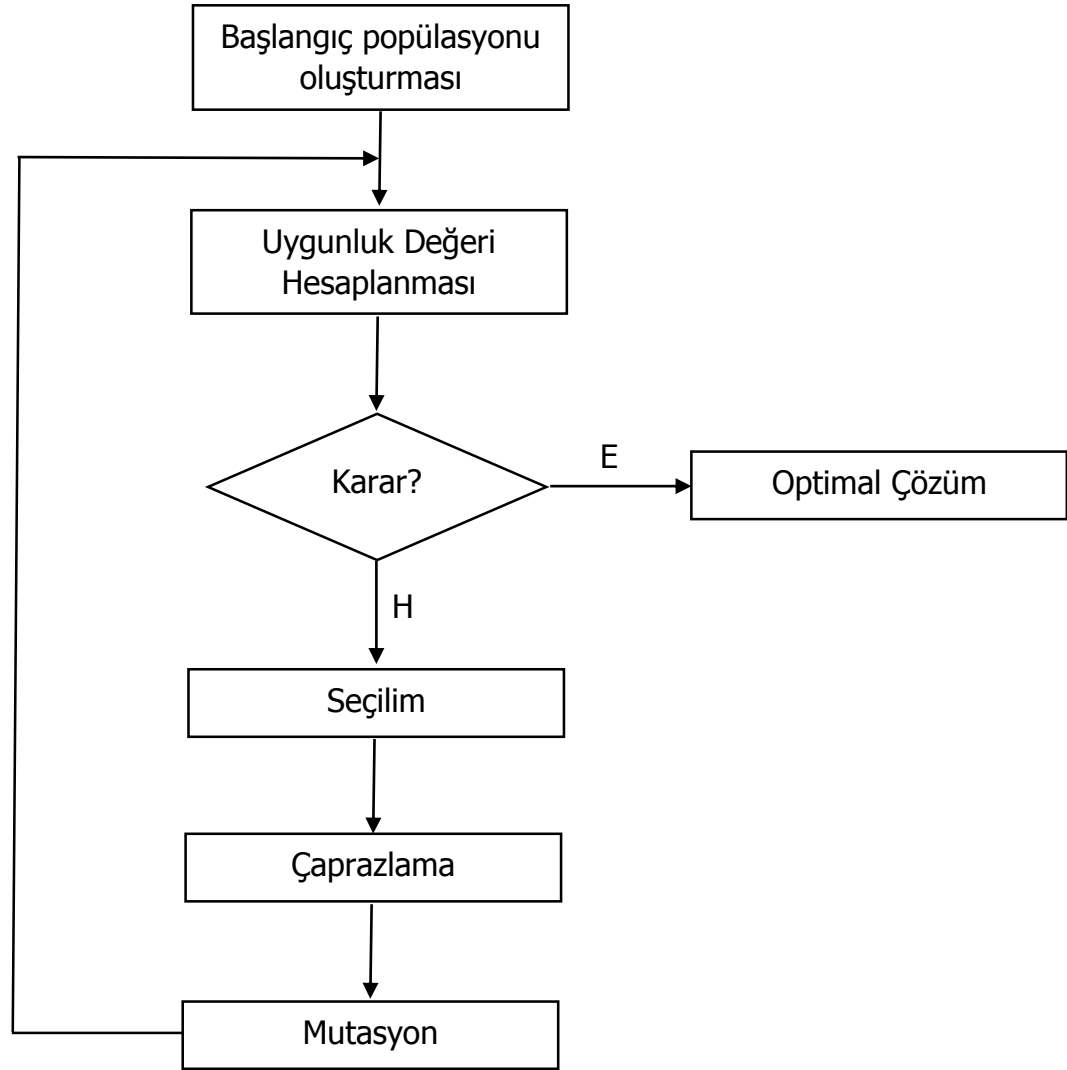 Başlangıç popülasyonu
oluşturması
Uygunluk Değeri
Hesaplanması
Karar?
E
Optimal Çözüm
H
Seçilim
Çaprazlama
Mutasyon